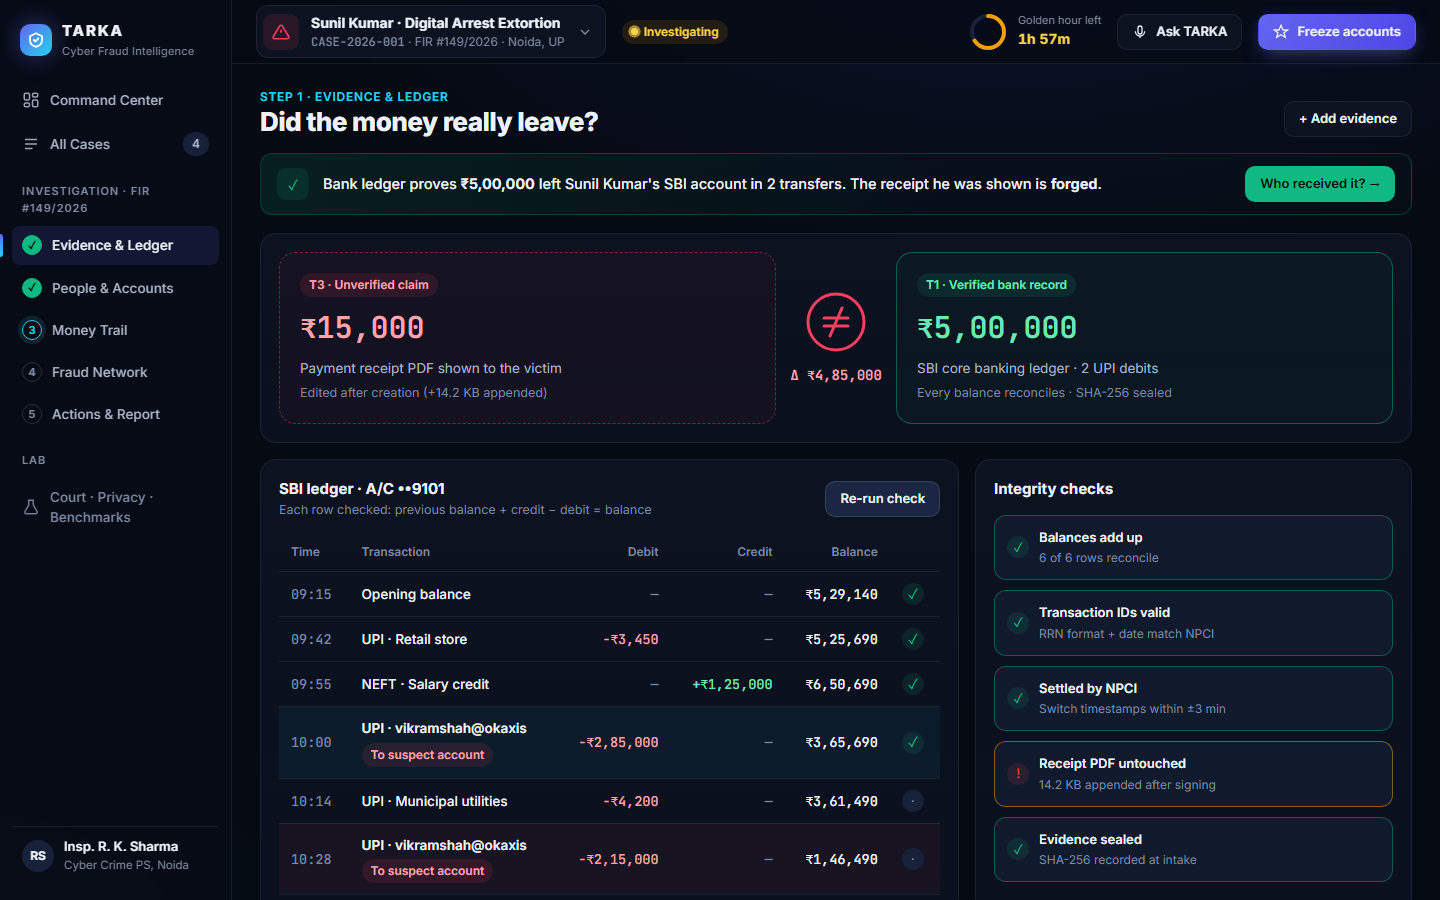 TARKA
Cyber Fraud Intelligence
Command Center
All Cases 4
INVESTIGATION · FIR
#149/2026
✓ Evidence & Ledger
✓ People & Accounts
3 Money Trail
4 Fraud Network
5 Actions & Report
LAB
Court · Privacy ·
Benchmarks
RS
Insp. R. K. Sharma
Cyber Crime PS, Noida
Sunil Kumar · Digital Arrest Extortion
CASE-2026-001 · FIR #149/2026 · Noida, UP
Investigating
Golden hour left
1h 57m
Ask TARKA
Freeze accounts
STEP 1 · EVIDENCE & LEDGER
Did the money really leave?
+ Add evidence
✓ Bank ledger proves ₹5,00,000 left Sunil Kumar's SBI account in 2 transfers. The receipt he was shown is forged.
Who received it? →
T3 · Unverified claim
₹15,000
Payment receipt PDF shown to the victim
Edited after creation (+14.2 KB appended)
≠
Δ ₹4,85,000
T1 · Verified bank record
₹5,00,000
SBI core banking ledger · 2 UPI debits
Every balance reconciles · SHA-256 sealed
SBI ledger · A/C ••9101
Each row checked: previous balance + credit − debit = balance
Re-run check
Time Transaction Debit Credit Balance
09:15 Opening balance — — ₹5,29,140 ✓
09:42 UPI · Retail store -₹3,450 — ₹5,25,690 ✓
09:55 NEFT · Salary credit — +₹1,25,000 ₹6,50,690 ✓
10:00 UPI · vikramshah@okaxis -₹2,85,000 — ₹3,65,690 ✓
To suspect account
10:14 UPI · Municipal utilities -₹4,200 — ₹3,61,490 ·
10:28 UPI · vikramshah@okaxis -₹2,15,000 — ₹1,46,490 ·
To suspect account
Integrity checks
✓ Balances add up
6 of 6 rows reconcile
✓ Transaction IDs valid
RRN format + date match NPCI
✓ Settled by NPCI
Switch timestamps within ±3 min
! Receipt PDF untouched
14.2 KB appended after signing
✓ Evidence sealed
SHA-256 recorded at intake